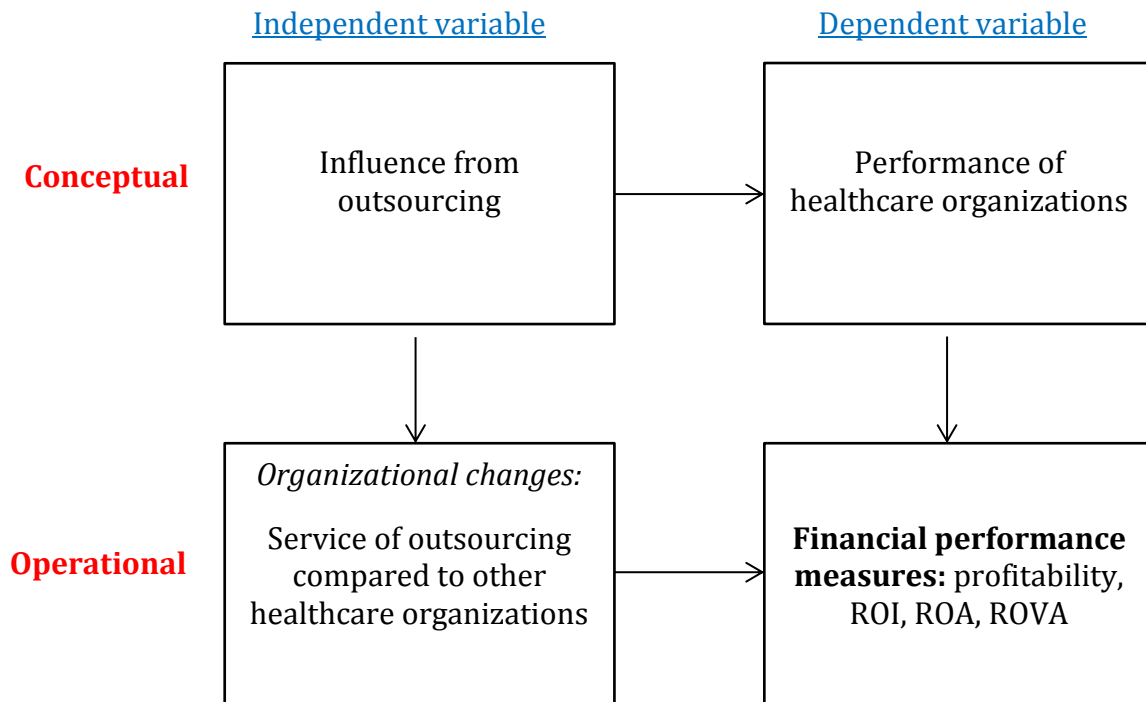 Independent variable
Dependent variable
Conceptual
Influence from
outsourcing
Performance of
healthcare organizations
Operational
Organizational changes:
Service of outsourcing
compared to other
healthcare organizations
Financial performance
measures: profitability,
ROI, ROA, ROVA